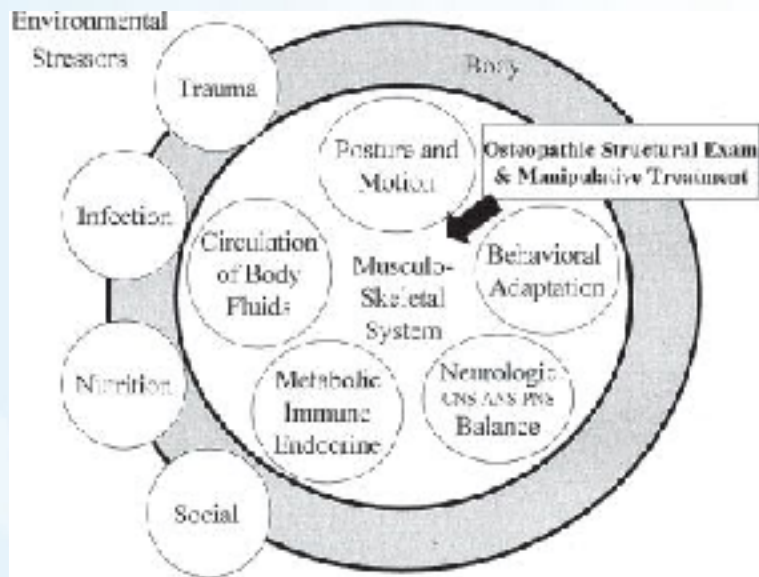 Environmental
Stressors
Trauma
Body
Infection
Posture and
Motion
Osteopathic Structural Exam
& Manipulative Treatment
Circulation
of Body
Fluids
Musculo-
Skeletal
System
Behavioral
Adaptation
Nutrition
Metabolic
Immune
Endocrine
Neurologic
CNS ANS PNS
Balance
Social